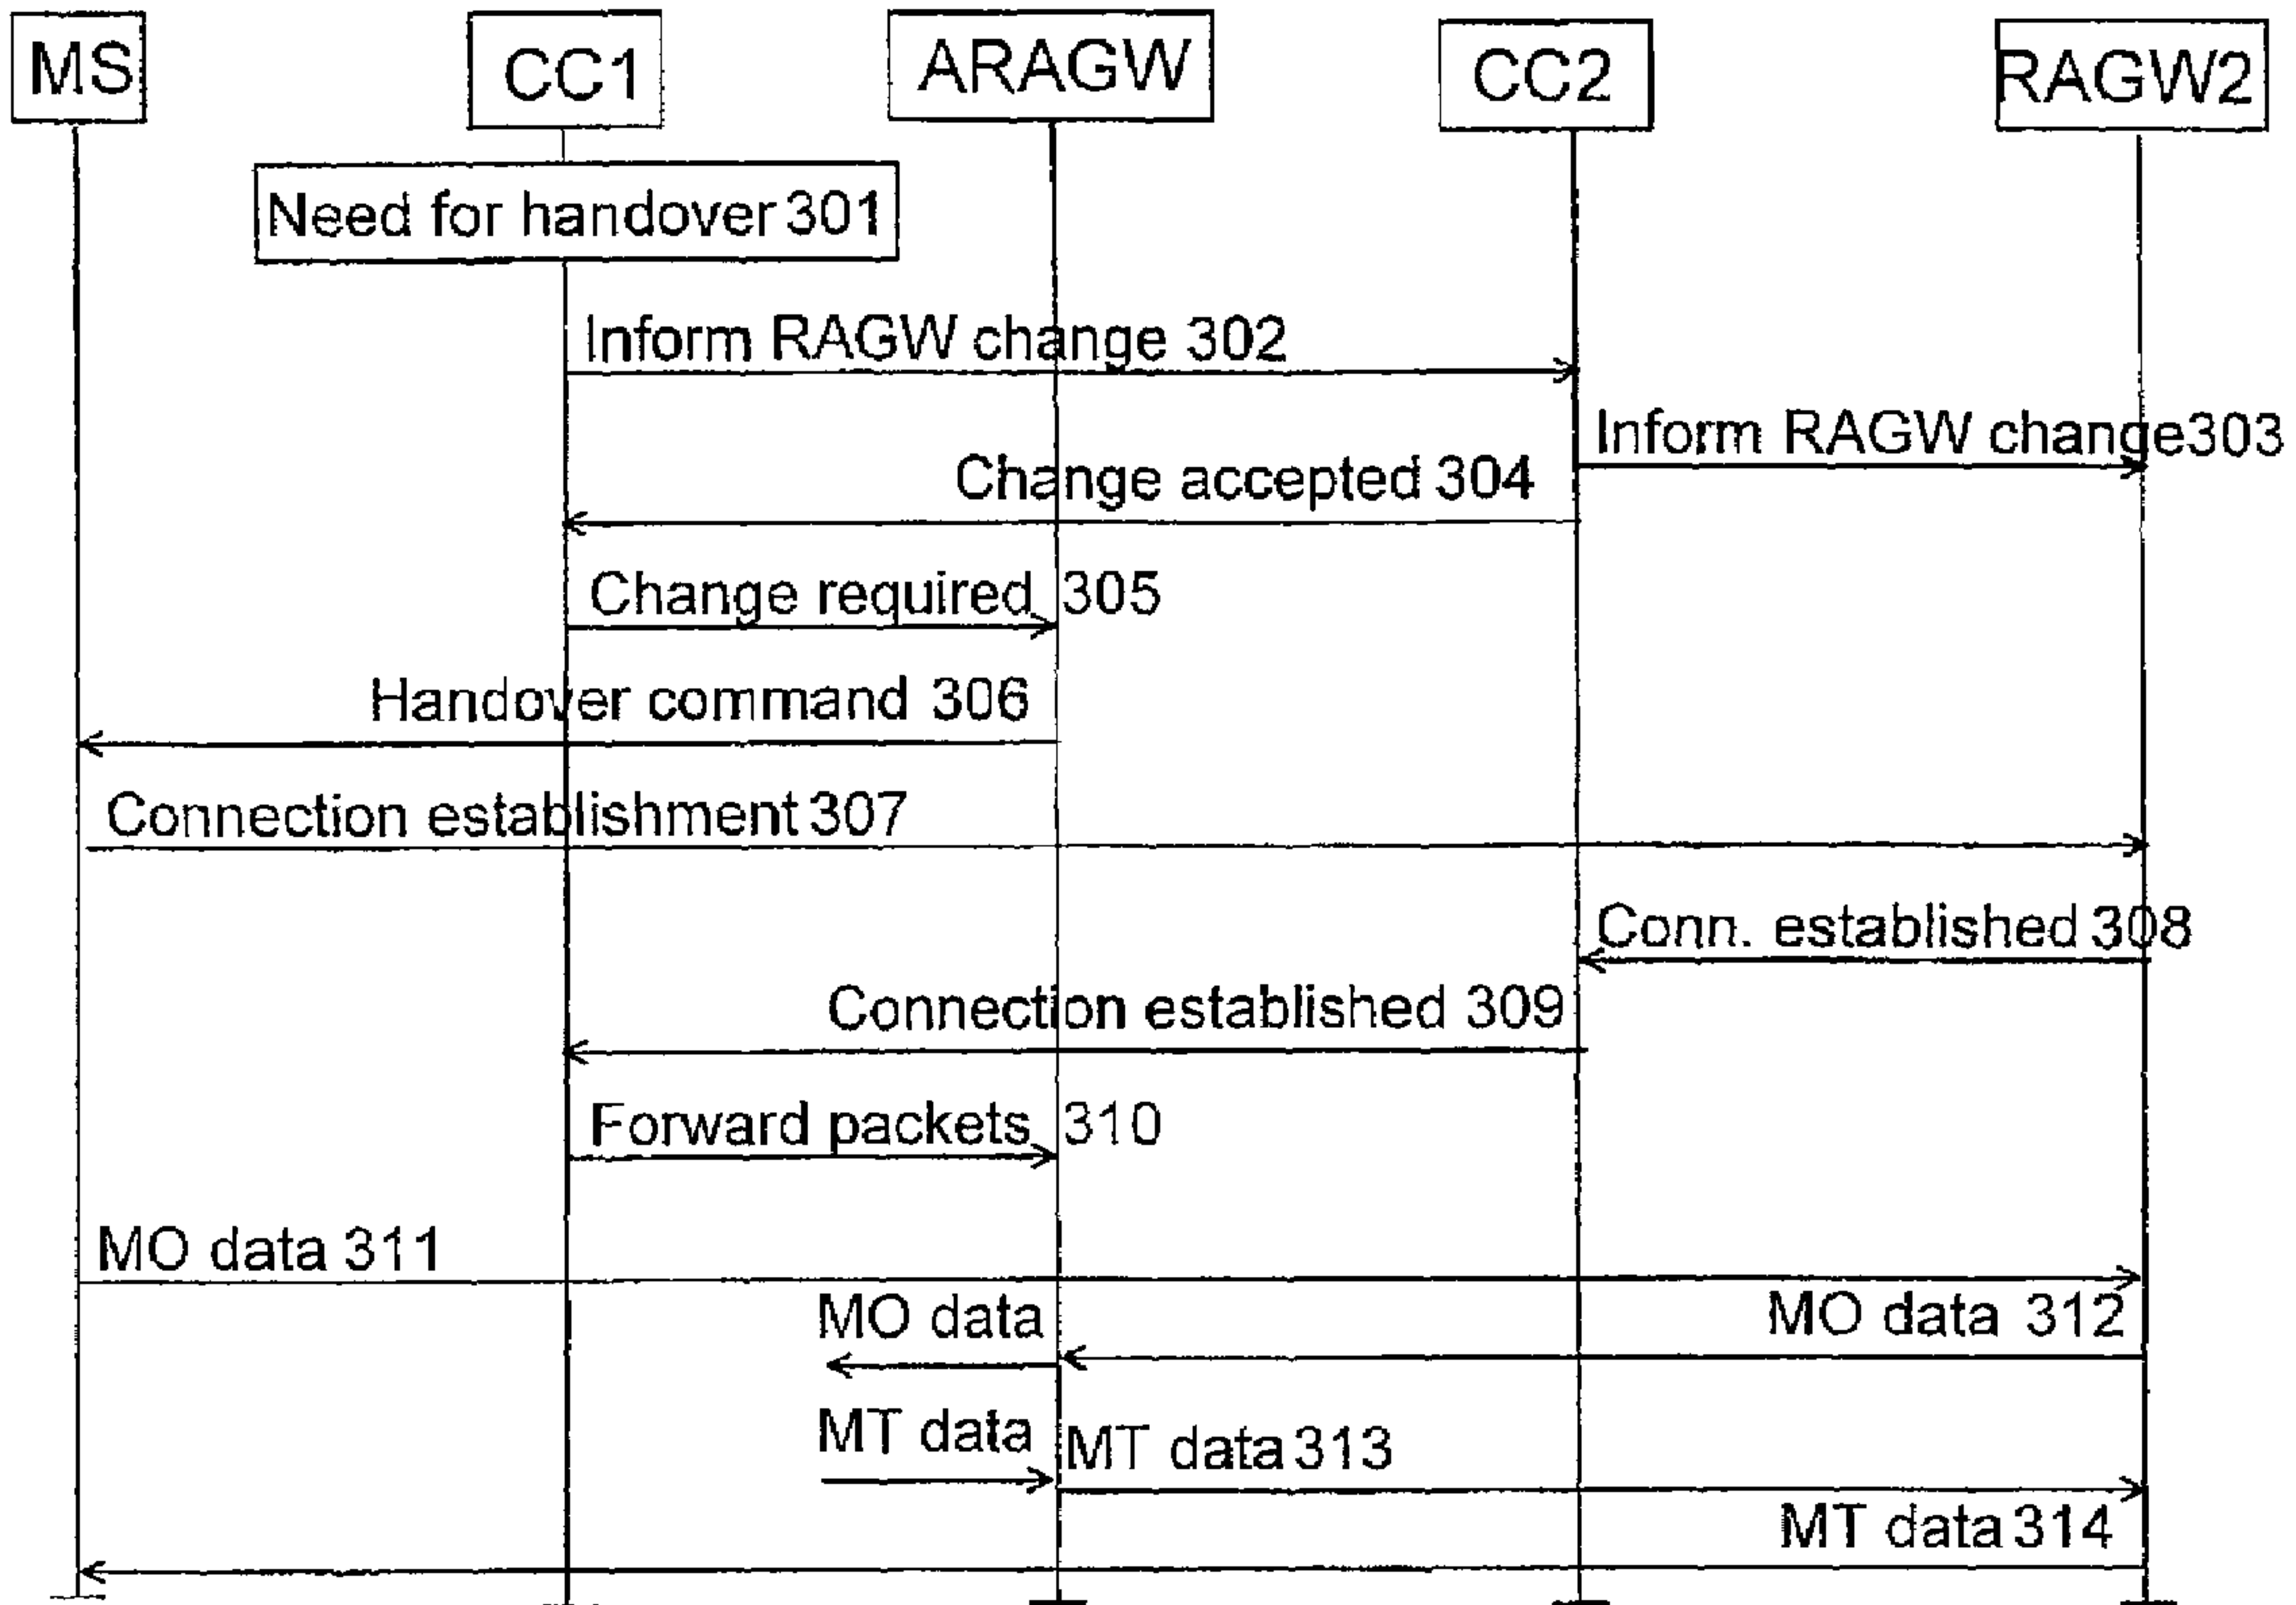 MS
CC1
ARAGW
CC2
RAGW2
Need for handover 301
Inform RAGW change 302
Inform RAGW change303
Change accepted 304
Change required 305
Handover command 306
Connection establishment 307
Conn. established 308
Connection established 309
Forward packets 310
MO data 311
MO data
MO data 312
MT data
MT data 313
MT data 314